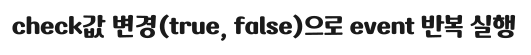 check값 변경(true, false)으로 event 반복 실행